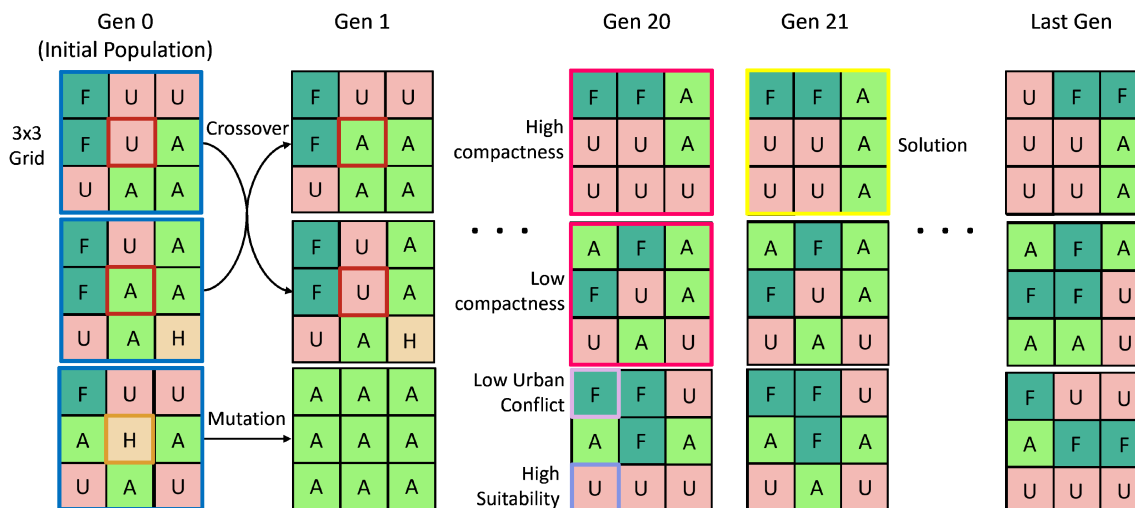 Gen 0 Gen 1 Gen 20 Gen 21 Last Gen
(Initial Population)
F U U F U U F F A F F A U F F
3x3 Grid F U A Crossover F A A High compactness U U A U U A Solution U U A
U A A U A A U U U U U A U U A
F U A F U A A F A A F A A F A
. . . . . .
F A A F U A Low compactness F U A F U A F F U
U A H U A H U A U U A U A A U
F U U A A A Low Urban Conflict F F U F F U F U U
A H A Mutation A A A A F A A F A A F F
U A U A A A High Suitability U U U U A U U U U